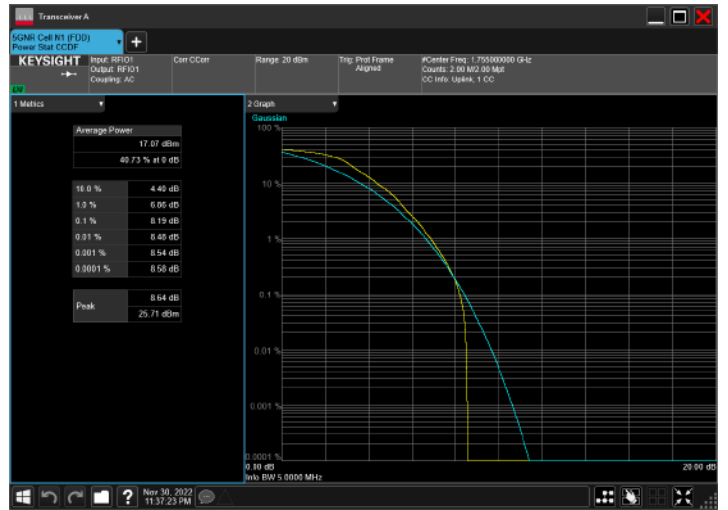 Transceiver A
5GNR Cell N1 (FDD)
Power Stat CCDF
KEYSIGHT
Input: RFIO1
Output: RFIO1
Coupling: AC
Corr CCorr
Range: 20 dBm
Trig: Prot Frame
Aligned
#Center Freq: 1.755000000 GHz
Counts: 2.00 M/2.00 Mpt
CC Info: Uplink, 1 CC
1 Metrics
Average Power
17.07 dBm
40.73 % at 0 dB
10.0 % 4.40 dB
1.0 % 6.66 dB
0.1 % 8.19 dB
0.01 % 8.46 dB
0.001 % 8.54 dB
0.0001 % 8.58 dB
Peak
8.64 dB
25.71 dBm
2 Graph
Gaussian
100 %
10 %
1 %
0.1 %
0.01 %
0.001 %
0.0001 %
0.00 dB
20.00 dB
Info BW 5.0000 MHz
?
Nov 30, 2022
11:37:23 PM